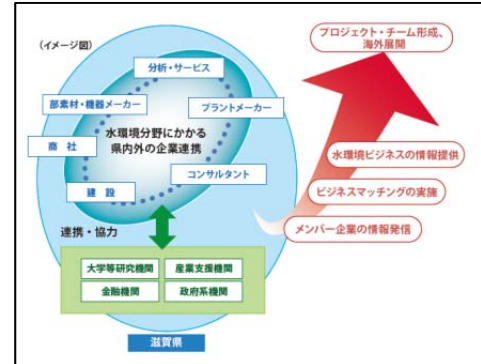 (イメージ図)
分析・サービス
部素材・機器メーカー
プラントメーカー
水環境分野にかかる
県内外の企業連携
商 社
コンサルタント
建 設
連携・協力
大学等研究機関
産業支援機関
金融機関
政府系機関
滋賀県
プロジェクト・チーム形成、
海外展開
水環境ビジネスの情報提供
ビジネスマッチングの実施
メンバー企業の情報発信